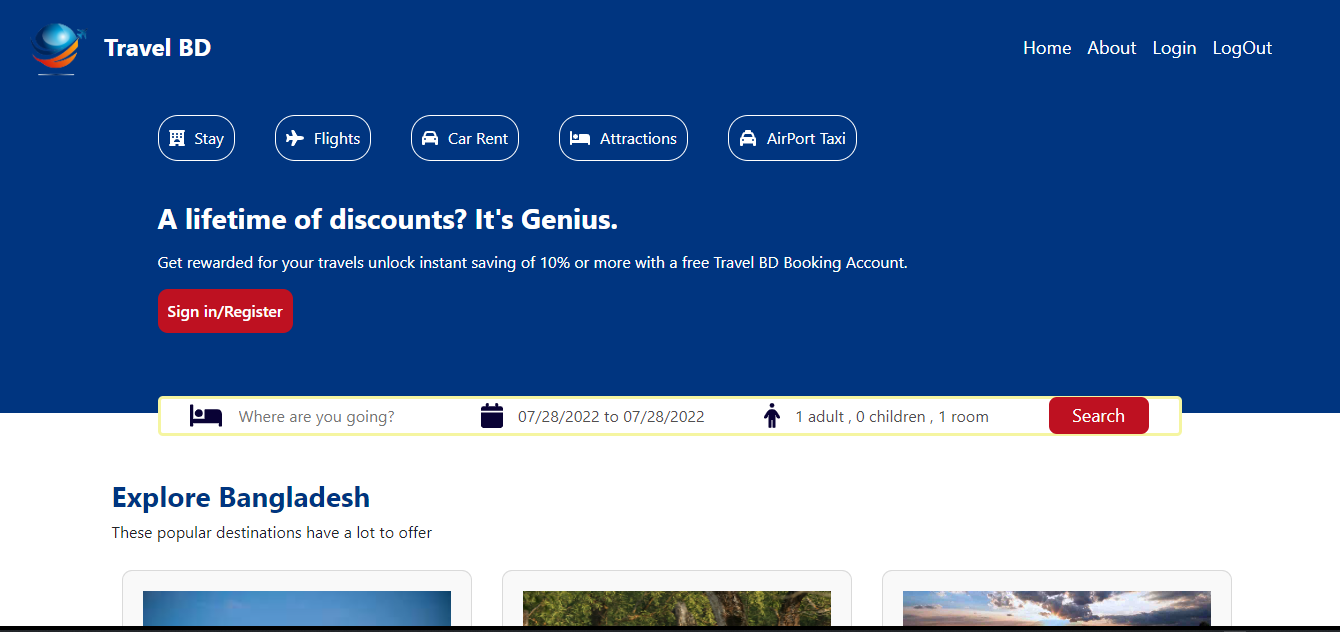 Travel BD
Home About Login LogOut
Stay Flights Car Rent Attractions AirPort Taxi
A lifetime of discounts? It's Genius.
Get rewarded for your travels unlock instant saving of 10% or more with a free Travel BD Booking Account.
Sign in/Register
Where are you going? 07/28/2022 to 07/28/2022 1 adult , 0 children , 1 room Search
Explore Bangladesh
These popular destinations have a lot to offer